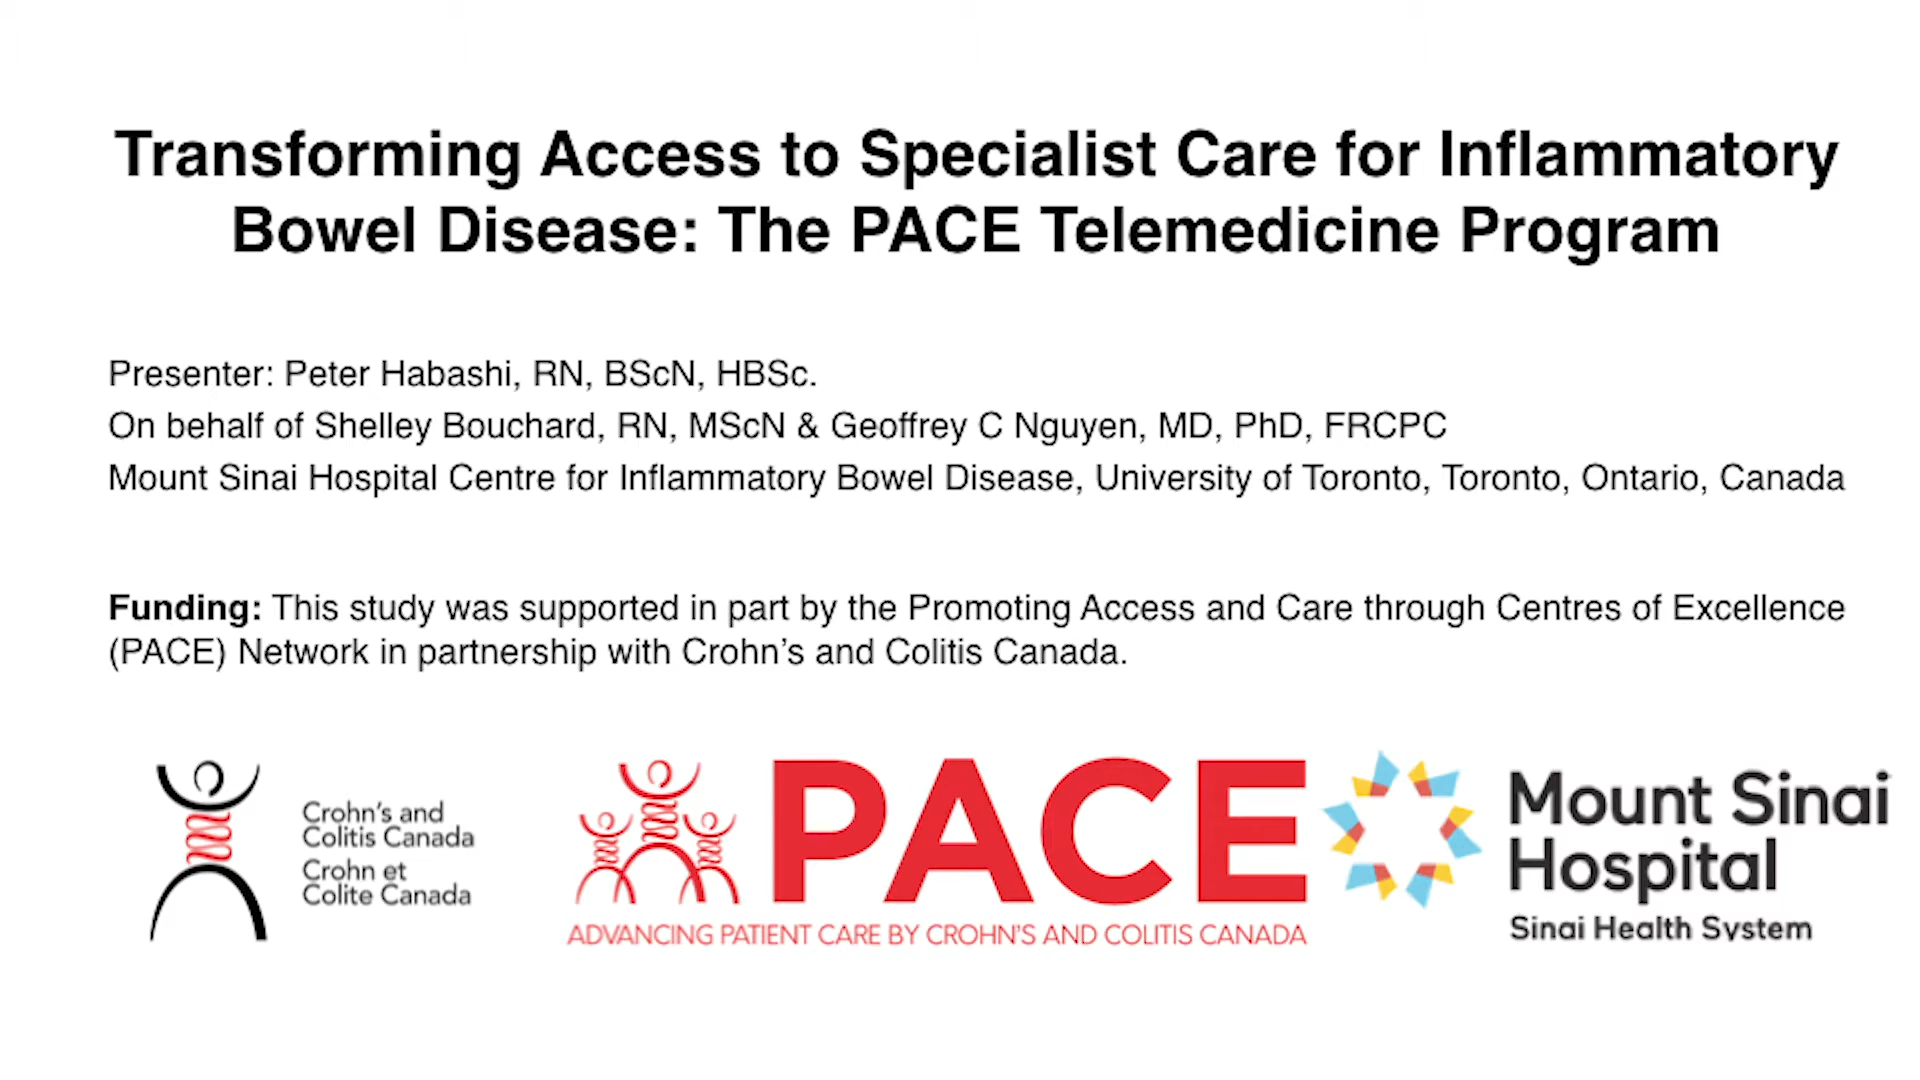 Transforming Access to Specialist Care for Inflammatory
Bowel Disease: The PACE Telemedicine Program
Presenter: Peter Habashi, RN, BScN, HBSc.
On behalf of Shelley Bouchard, RN, MScN & Geoffrey C Nguyen, MD, PhD, FRCPC
Mount Sinai Hospital Centre for Inflammatory Bowel Disease, University of Toronto, Toronto, Ontario, Canada
Funding: This study was supported in part by the Promoting Access and Care through Centres of Excellence
(PACE) Network in partnership with Crohn's and Colitis Canada.
Crohn's and
Colitis Canada
Crohn et
Colite Canada
PACE
ADVANCING PATIENT CARE BY CROHN'S AND COLITIS CANADA
Mount Sinai
Hospital
Sinai Health System